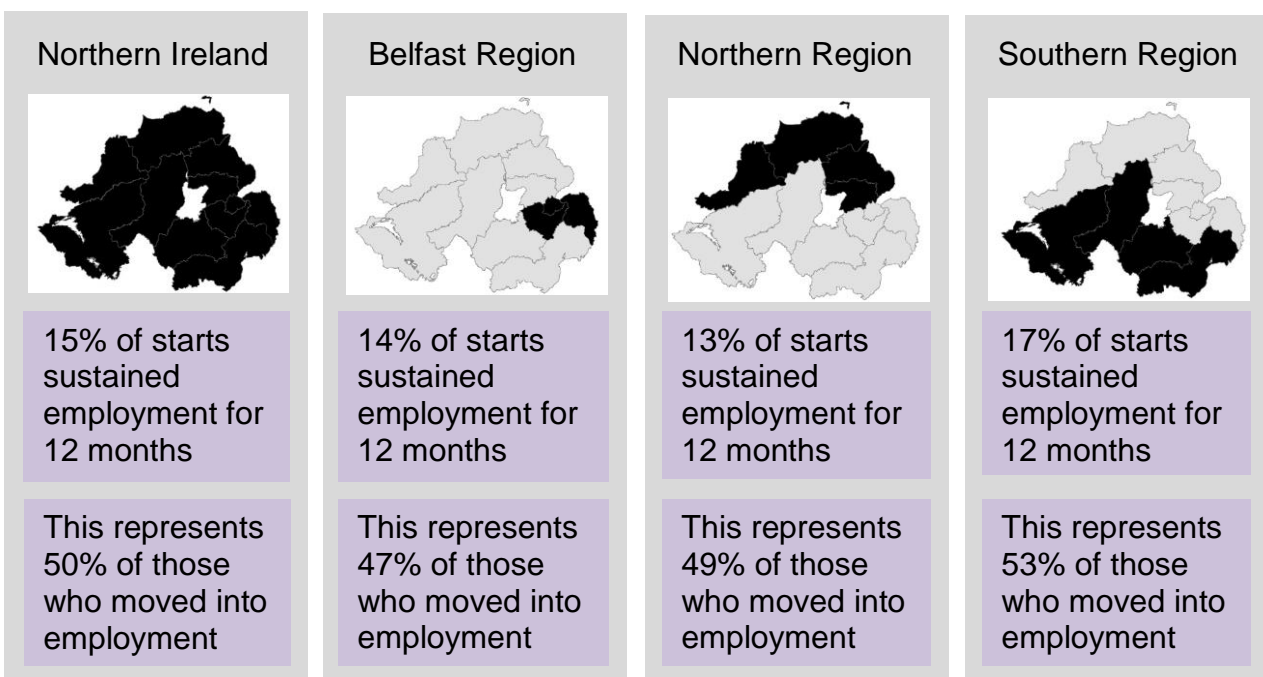 Northern Ireland
15% of starts
sustained
employment for
12 months
This represents
50% of those
who moved into
employment
Belfast Region
14% of starts
sustained
employment for
12 months
This represents
47% of those
who moved into
employment
Northern Region
13% of starts
sustained
employment for
12 months
This represents
49% of those
who moved into
employment
Southern Region
17% of starts
sustained
employment for
12 months
This represents
53% of those
who moved into
employment